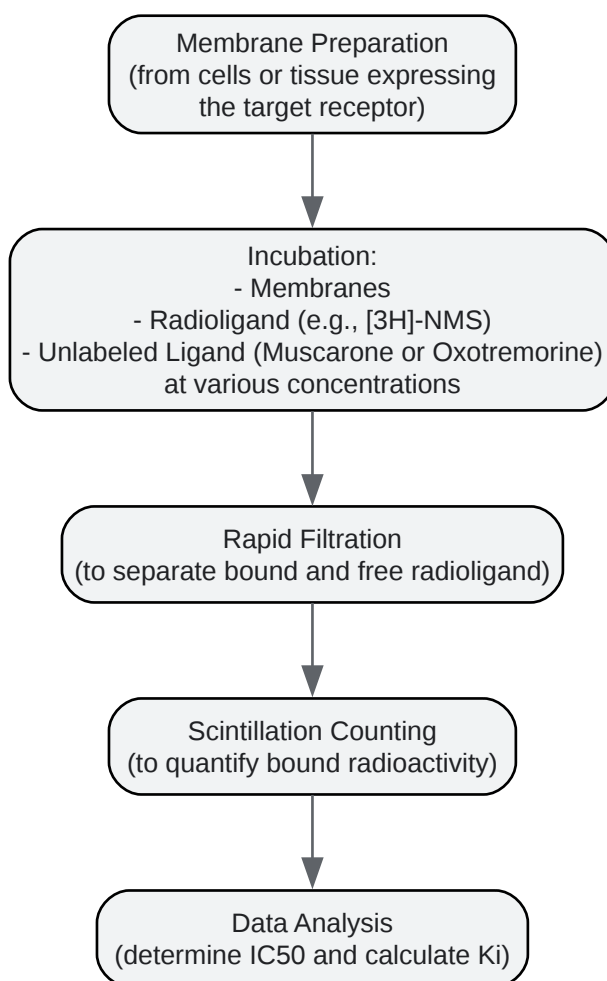 Membrane Preparation
(from cells or tissue expressing
the target receptor)
Incubation:
- Membranes
- Radioligand (e.g., [3H]-NMS)
- Unlabeled Ligand (Muscarone or Oxotremorine)
at various concentrations
Rapid Filtration
(to separate bound and free radioligand)
Scintillation Counting
(to quantify bound radioactivity)
Data Analysis
(determine IC50 and calculate Ki)